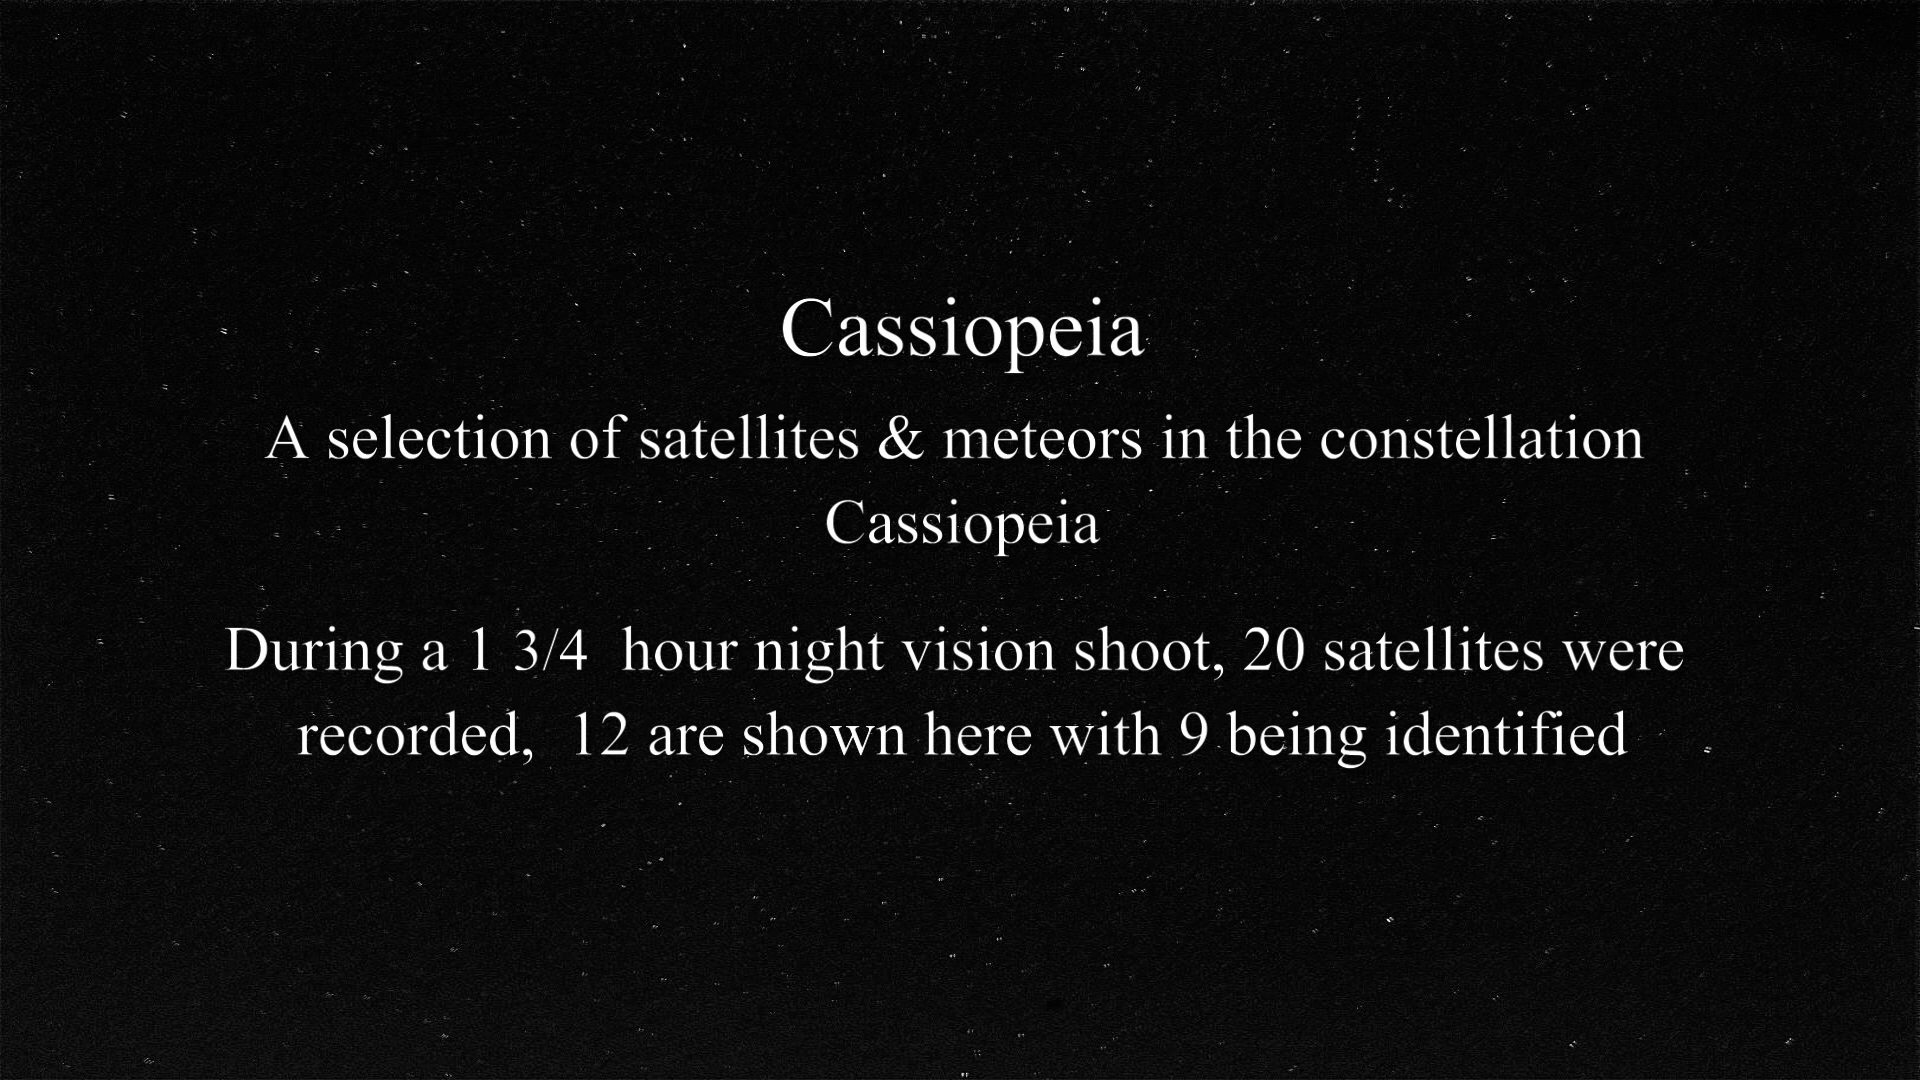 Cassiopeia
A selection of satellites & meteors in the constellation
Cassiopeia
During a 1 3/4  hour night vision shoot, 20 satellites were
recorded,  12 are shown here with 9 being identified